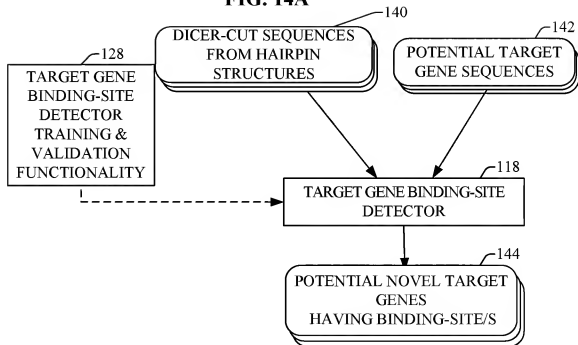 FIG. 14A
140
DICER-CUT SEQUENCES
FROM HAIRPIN
STRUCTURES
142
POTENTIAL TARGET
GENE SEQUENCES
128
TARGET GENE
BINDING-SITE
DETECTOR
TRAINING &
VALIDATION
FUNCTIONALITY
118
TARGET GENE BINDING-SITE
DETECTOR
144
POTENTIAL NOVEL TARGET
GENES
HAVING BINDING-SITE/S